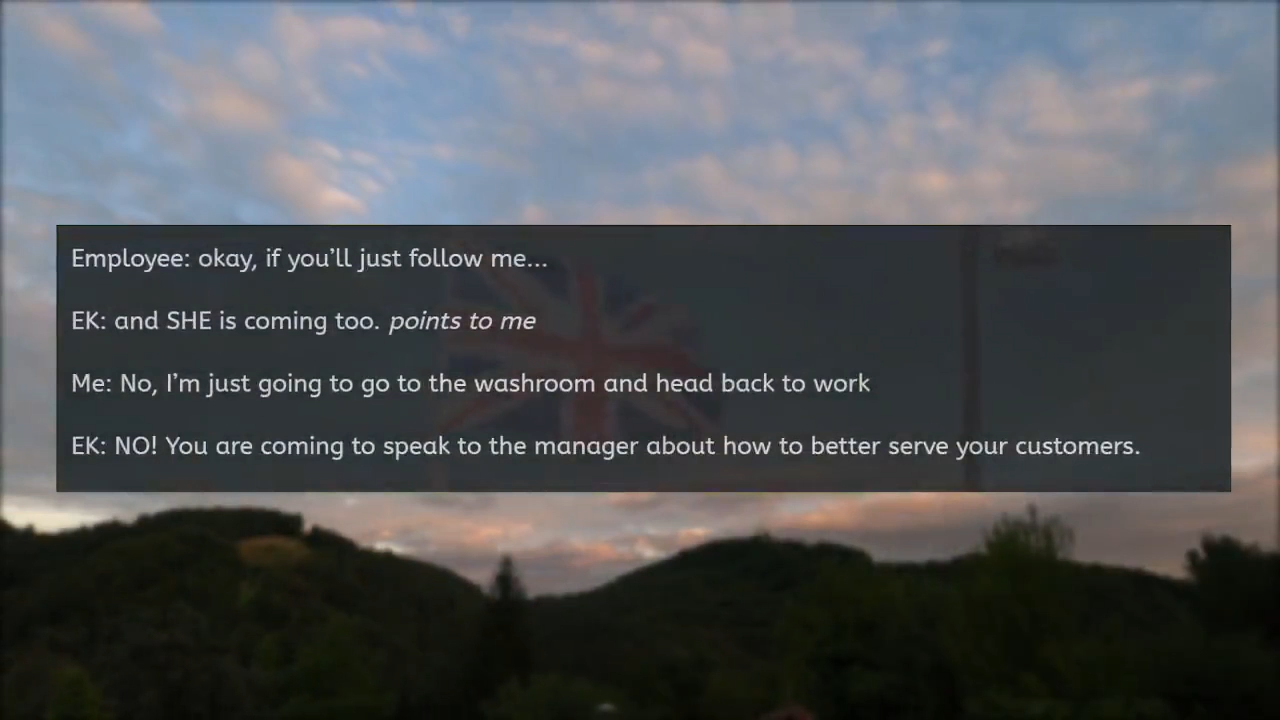 Employee: okay, if you’ll just follow me...
EK: and SHE is coming too. points to me
Me: No, I’m just going to go to the washroom and head back to work
EK: NO! You are coming to speak to the manager about how to better serve your customers.